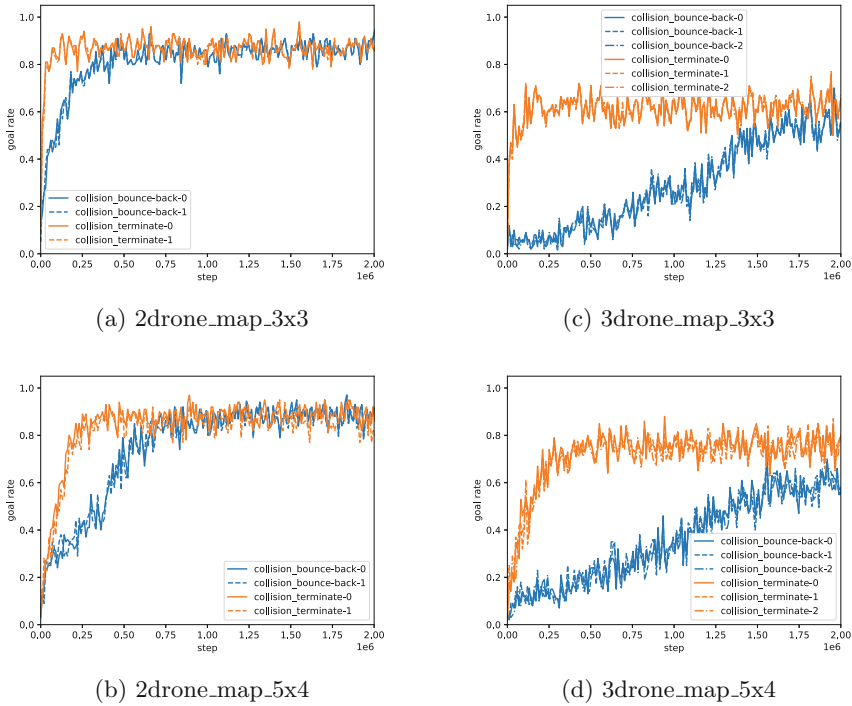 1.0
0.8
0.6
0.4
0.2
0.0
goal rate
collision_bounce-back-0
collision_bounce-back-1
collision_terminate-0
collision_terminate-1
0.00 0.25 0.50 0.75 1.00 1.25 1.50 1.75 2.00
step
1e6
(a) 2drone_map_3x3
1.0
0.8
0.6
0.4
0.2
0.0
goal rate
collision_bounce-back-0
collision_bounce-back-1
collision_bounce-back-2
collision_terminate-0
collision_terminate-1
collision_terminate-2
0.00 0.25 0.50 0.75 1.00 1.25 1.50 1.75 2.00
step
1e6
(c) 3drone_map_3x3
1.0
0.8
0.6
0.4
0.2
0.0
goal rate
collision_bounce-back-0
collision_bounce-back-1
collision_terminate-0
collision_terminate-1
0.00 0.25 0.50 0.75 1.00 1.25 1.50 1.75 2.00
step
1e6
(b) 2drone_map_5x4
1.0
0.8
0.6
0.4
0.2
0.0
goal rate
collision_bounce-back-0
collision_bounce-back-1
collision_bounce-back-2
collision_terminate-0
collision_terminate-1
collision_terminate-2
0.00 0.25 0.50 0.75 1.00 1.25 1.50 1.75 2.00
step
1e6
(d) 3drone_map_5x4